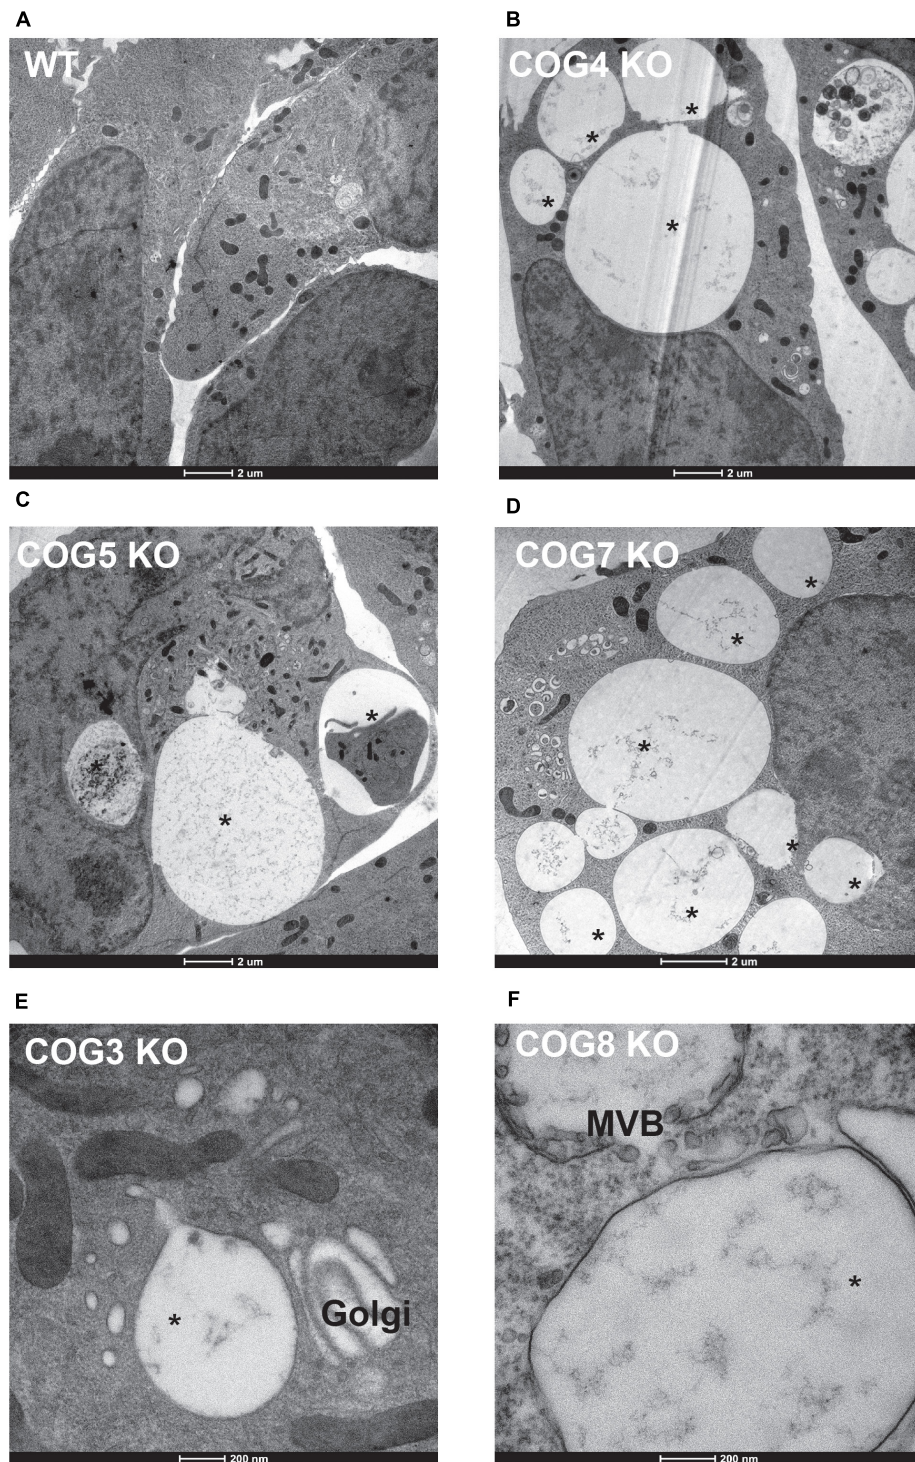 A
WT
2 um
B
COG4 KO
*
*
*
*
2 um
C
COG5 KO
*
*
*
2 um
D
COG7 KO
*
*
*
*
*
*
*
2 um
E
COG3 KO
*
Golgi
200 nm
F
COG8 KO
MVB
*
200 nm